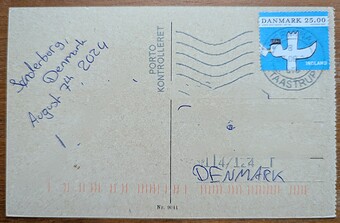 Sønderborg,
Denmark
August 7th 2024
PORTO
KONTROLLERET
DANMARK 25.00
TAASTRUP
DENMARK